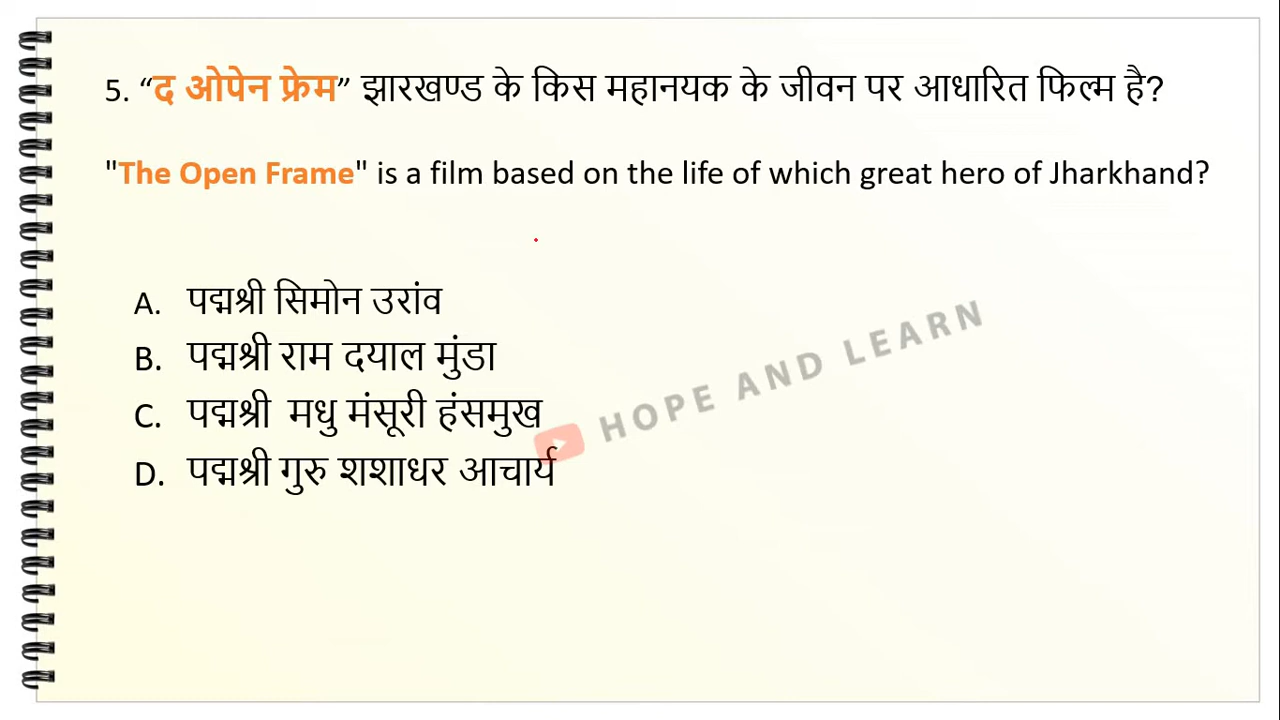 5. “द ओपेन फ्रेम” झारखण्ड के किस महानयक के जीवन पर आधारित फिल्म है?
"The Open Frame" is a film based on the life of which great hero of Jharkhand?
A. पद्मश्री सिमोन उरांव
B. पद्मश्री राम दयाल मुंडा
C. पद्मश्री मधु मंसूरी हंसमुख
D. पद्मश्री गुरु शशाधर आचार्य
HOPE AND LEARN